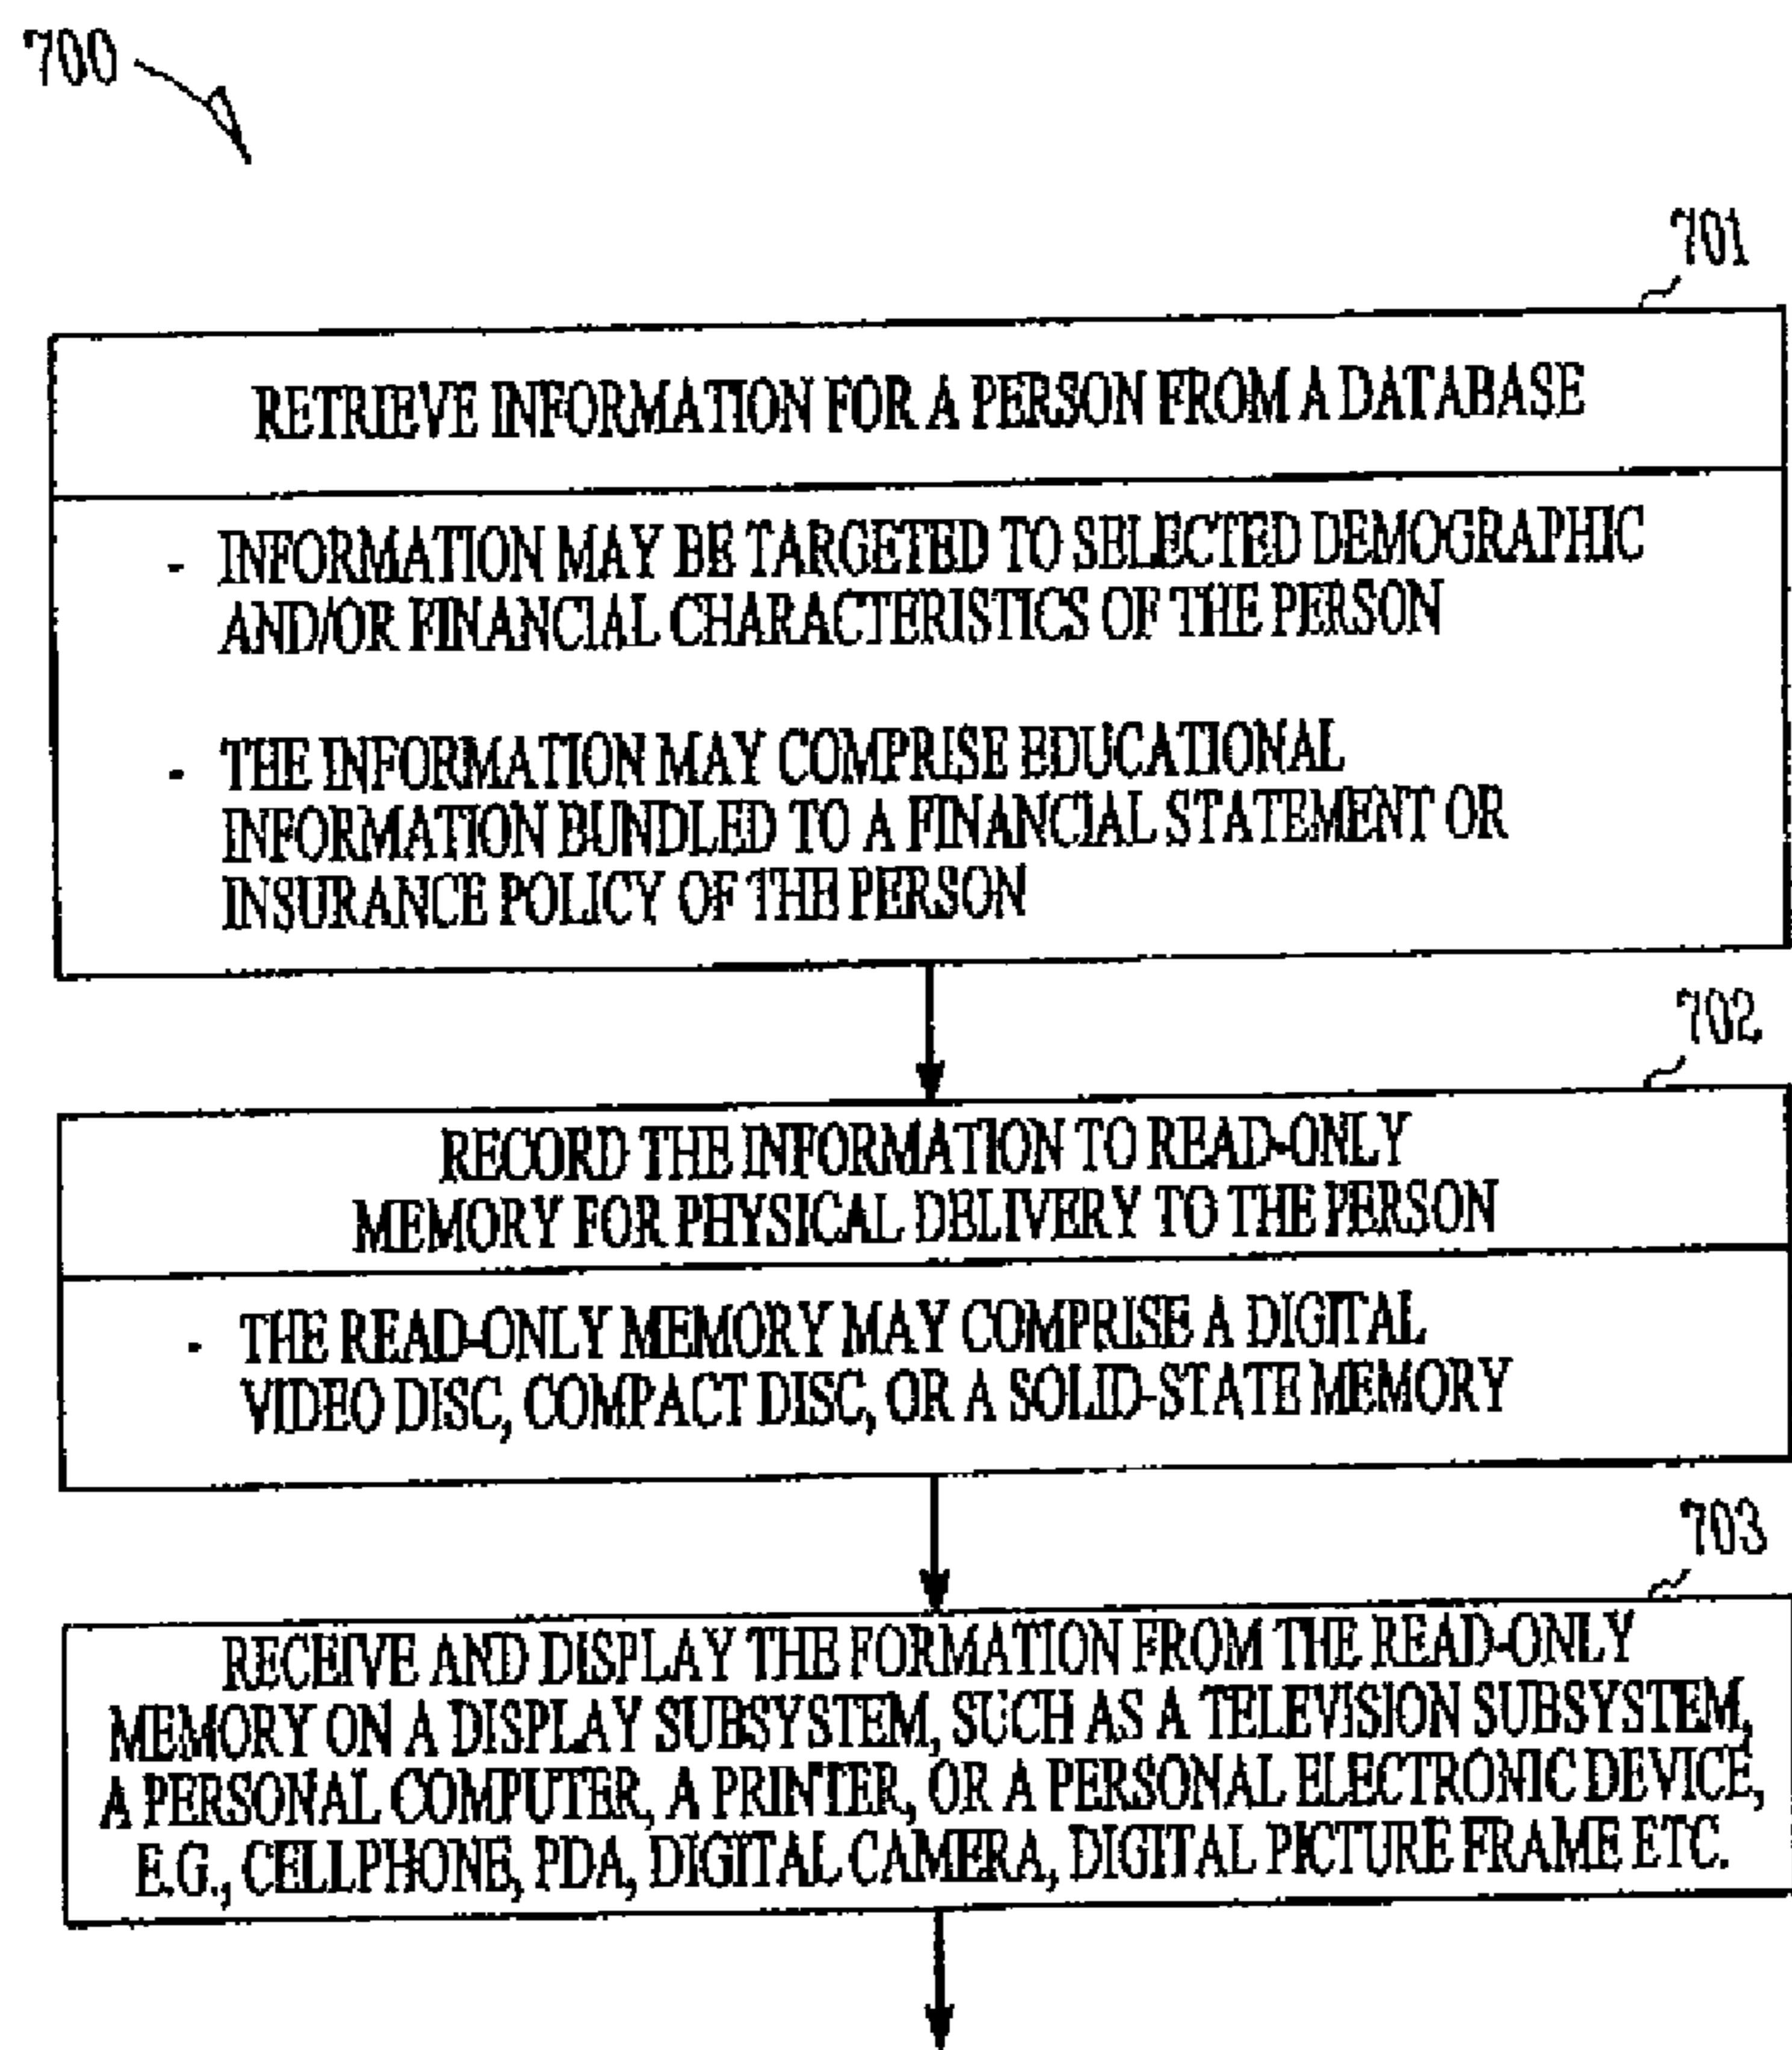 700
701
RETRIEVE INFORMATION FOR A PERSON FROM A DATABASE
- INFORMATION MAY BE TARGETED TO SELECTED DEMOGRAPHIC
AND/OR FINANCIAL CHARACTERISTICS OF THE PERSON
- THE INFORMATION MAY COMPRISE EDUCATIONAL
INFORMATION BUNDLED TO A FINANCIAL STATEMENT OR
INSURANCE POLICY OF THE PERSON
702
RECORD THE INFORMATION TO READ-ONLY
MEMORY FOR PHYSICAL DELIVERY TO THE PERSON
- THE READ-ONLY MEMORY MAY COMPRISE A DIGITAL
VIDEO DISC, COMPACT DISC, OR A SOLID-STATE MEMORY
703
RECEIVE AND DISPLAY THE FORMATION FROM THE READ-ONLY
MEMORY ON A DISPLAY SUBSYSTEM, SUCH AS A TELEVISION SUBSYSTEM,
A PERSONAL COMPUTER, A PRINTER, OR A PERSONAL ELECTRONIC DEVICE,
E.G., CELLPHONE, PDA, DIGITAL CAMERA, DIGITAL PICTURE FRAME ETC.